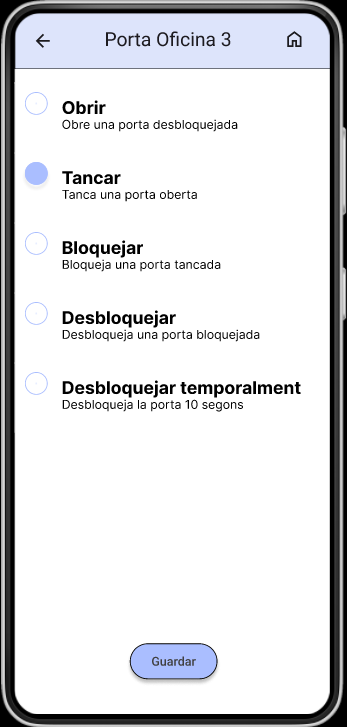 Porta Oficina 3
Obrir
Obre una porta desbloquejada
Tancar
Tanca una porta oberta
Bloquejar
Bloqueja una porta tancada
Desbloquejar
Desbloqueja una porta bloquejada
Desbloquejar temporalment
Desbloqueja la porta 10 segons
Guardar